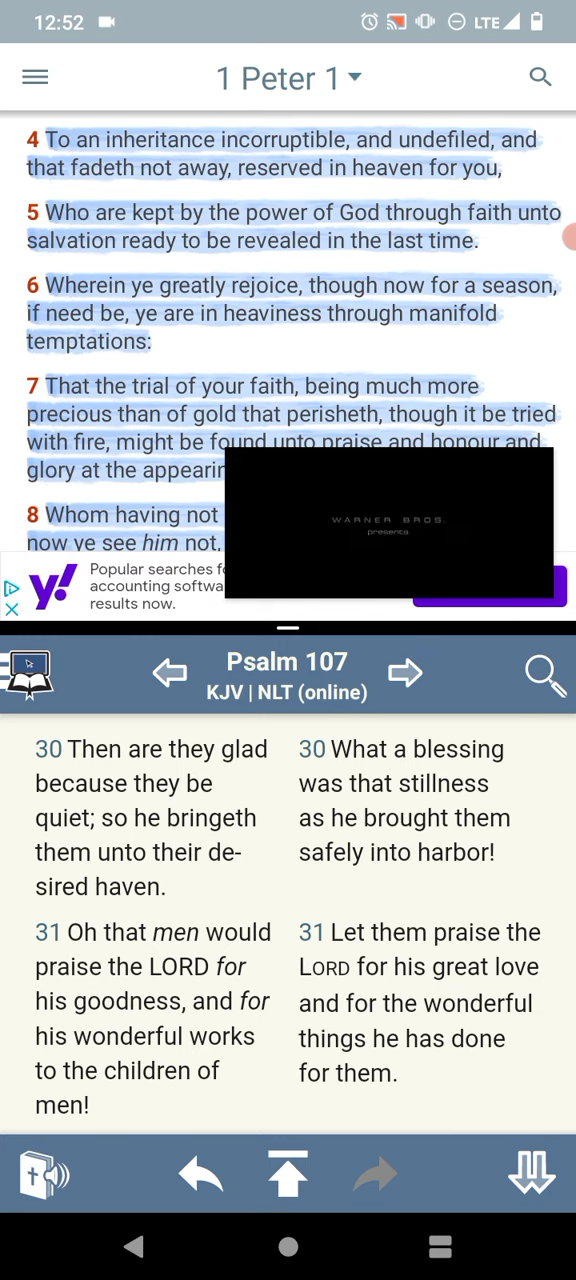 12:52
LTE
1 Peter 1
4 To an inheritance incorruptible, and undefiled, and
that fadeth not away, reserved in heaven for you,
5 Who are kept by the power of God through faith unto
salvation ready to be revealed in the last time.
6 Wherein ye greatly rejoice, though now for a season,
if need be, ye are in heaviness through manifold
temptations:
7 That the trial of your faith, being much more
precious than of gold that perisheth, though it be tried
with fire, might be found unto praise and honour and
glory at the
8 Whom having not
now ye see him not,
WARNER BROS.
presents
y!
Popular searches
accounting
results now.
Psalm 107
KJV | NLT (online)
30 Then are they glad
because they be
quiet; so he bringeth
them unto their de-
sired haven.
31 Oh that men would
praise the LORD for
his goodness, and for
his wonderful works
to the children of
men!
30 What a blessing
was that stillness
as he brought them
safely into harbor!
31 Let them praise the
LORD for his great love
and for the wonderful
things he has done
for them.